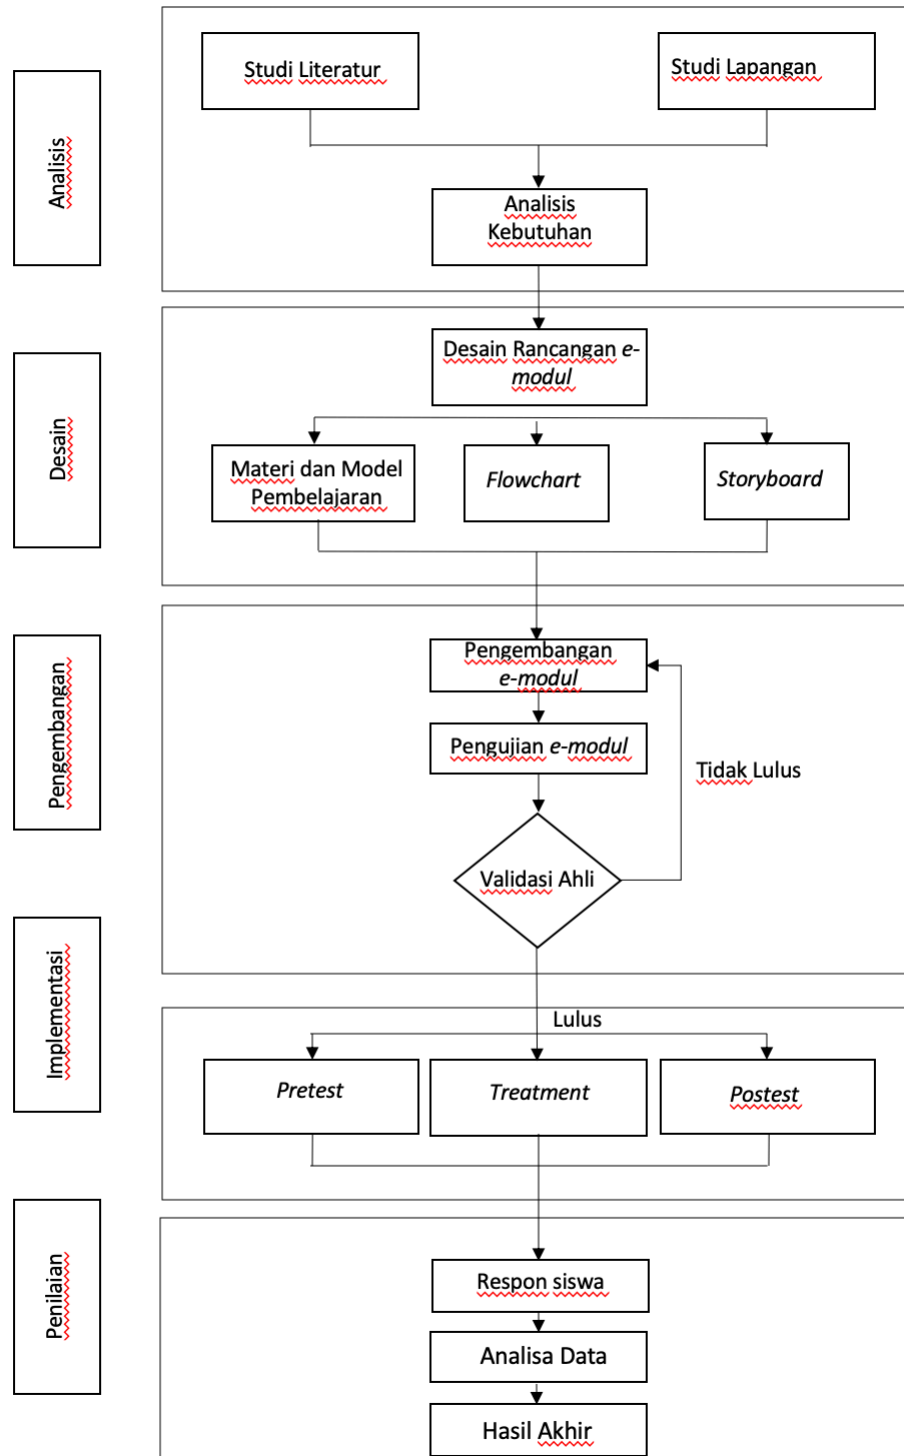 Analisis
Studi Literatur
Studi Lapangan
Analisis
Kebutuhan
Desain
Desain Rancangan e-
modul
Materi dan Model
Pembelajaran
Flowchart
Storyboard
Pengembangan
Pengembangan
e-modul
Pengujian e-modul
Tidak Lulus
Validasi Ahli
Implementasi
Lulus
Pretest
Treatment
Postest
Penilaian
Respon siswa
Analisa Data
Hasil Akhir